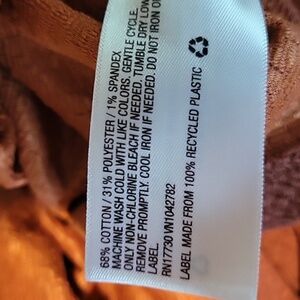 68% COTTON / 31% POLYESTER / 1% SPANDEX
MACHINE WASH COLD WITH LIKE COLORS. GENTLE CYCLE.
ONLY NON-CHLORINE BLEACH IF NEEDED. TUMBLE DRY LOW
REMOVE PROMPTLY. COOL IRON IF NEEDED. DO NOT IRON O
LABEL.
RN17730 VN1042782
LABEL MADE FROM 100% RECYCLED PLASTIC